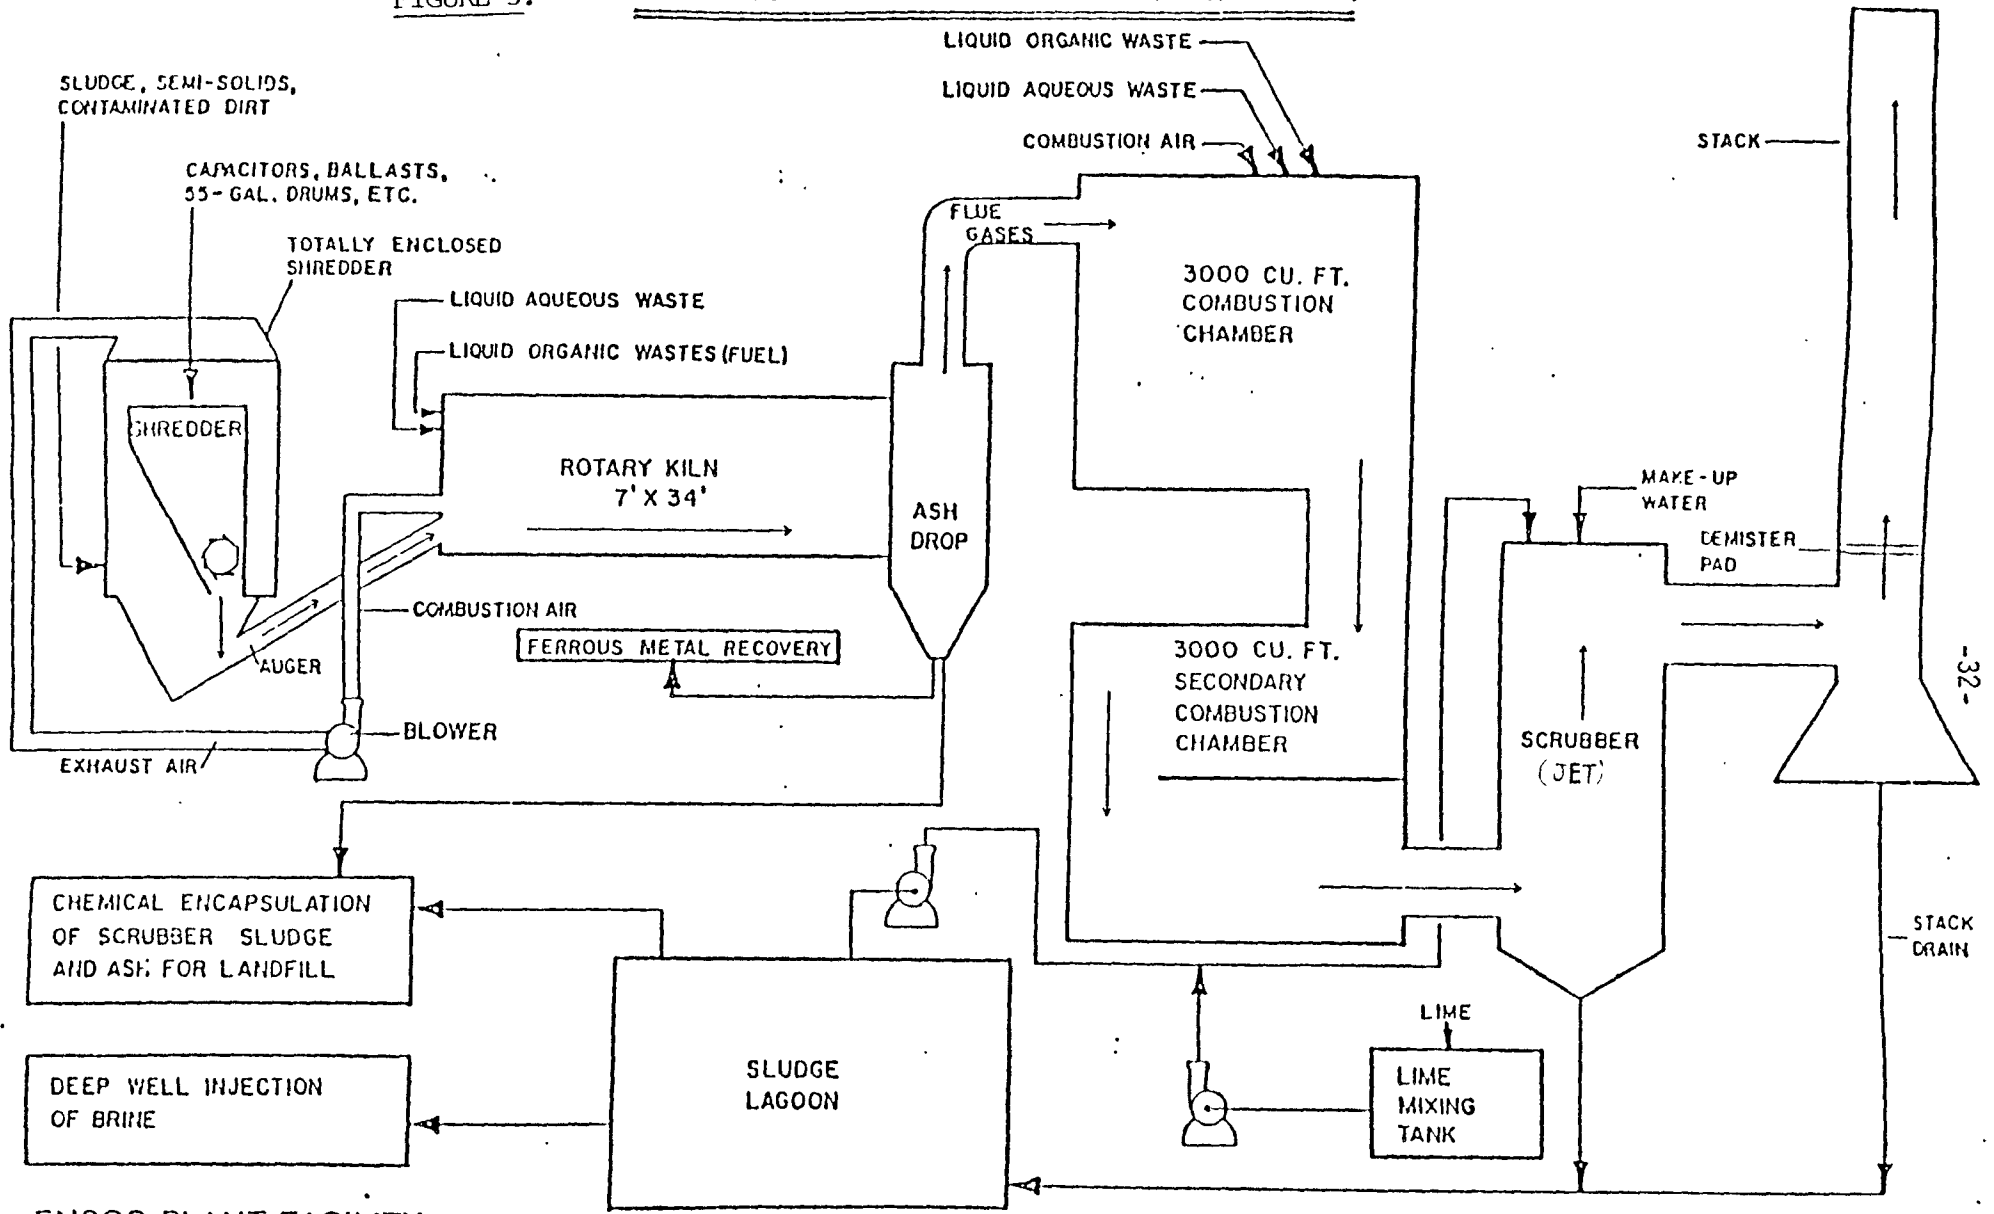 FIGURE
LIQUID ORGANIC WASTE
LIQUID AQUEOUS WASTE
COMBUSTION AIR
SLUDGE, SEMI-SOLIDS,
CONTAMINATED DIRT
CAPACITORS, BALLASTS,
55-GAL. DRUMS, ETC.
TOTALLY ENCLOSED
SHREDDER
STACK
FLUE
GASES
3000 CU. FT.
COMBUSTION
CHAMBER
LIQUID AQUEOUS WASTE
LIQUID ORGANIC WASTES (FUEL)
SHREDDER
ROTARY KILN
7' X 34'
ASH
DROP
MAKE-UP
WATER
DEMISTER
PAD
COMBUSTION AIR
FERROUS METAL RECOVERY
AUGER
3000 CU. FT.
SECONDARY
COMBUSTION
CHAMBER
-32-
BLOWER
EXHAUST AIR
SCRUBBER
(JET)
CHEMICAL ENCAPSULATION
OF SCRUBBER SLUDGE
AND ASH FOR LANDFILL
STACK
DRAIN
LIME
SLUDGE
LAGOON
LIME
MIXING
TANK
DEEP WELL INJECTION
OF BRINE
ENSCO PLANT FACILITY